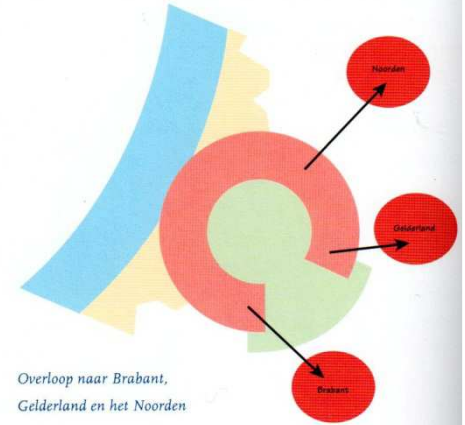 Noorden
Gelderland
Brabant
Overloop naar Brabant,
Gelderland en het Noorden